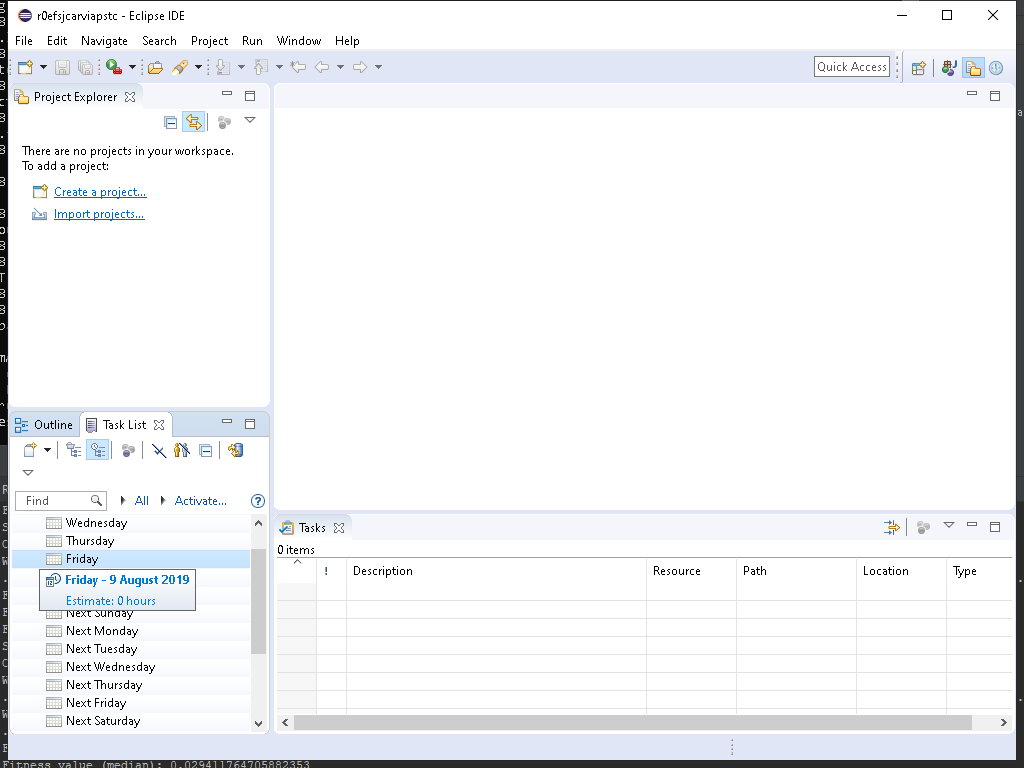 r0efsjcarviapstc - Eclipse IDE
File Edit Navigate Search Project Run Window Help
Quick Access
Project Explorer
There are no projects in your workspace.
To add a project:
Create a project...
Import projects...
Outline Task List
Find All Activate...
Wednesday
Thursday
Friday
Friday - 9 August 2019
Estimate: 0 hours
Next Sunday
Next Monday
Next Tuesday
Next Wednesday
Next Thursday
Next Friday
Next Saturday
Tasks
0 items
! Description Resource Path Location Type
Fitness value (median): 0.029411764705882353